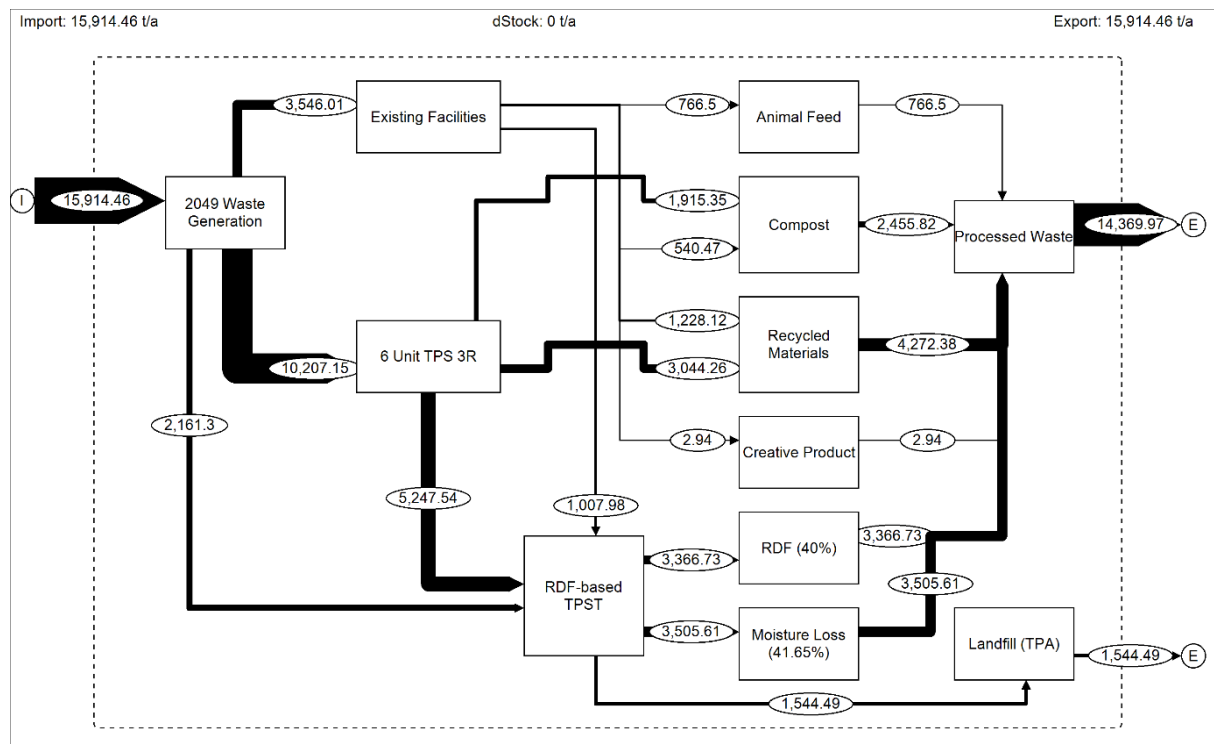 Import: 15,914.46 t/a
dStock: 0 t/a
Export: 15,914.46 t/a
3,546.01
Existing Facilities
766.5
Animal Feed
766.5
I
15,914.46
2049 Waste
Generation
1,915.35
540.47
Compost
2,455.82
Processed Waste
14,369.97
E
10,207.15
6 Unit TPS 3R
1,228.12
3,044.26
Recycled
Materials
4,272.38
2,161.3
2.94
Creative Product
2.94
5,247.54
1,007.98
RDF-based
TPST
3,366.73
RDF (40%)
3,366.73
3,505.61
3,505.61
Moisture Loss
(41.65%)
Landfill (TPA)
1,544.49
E
1,544.49